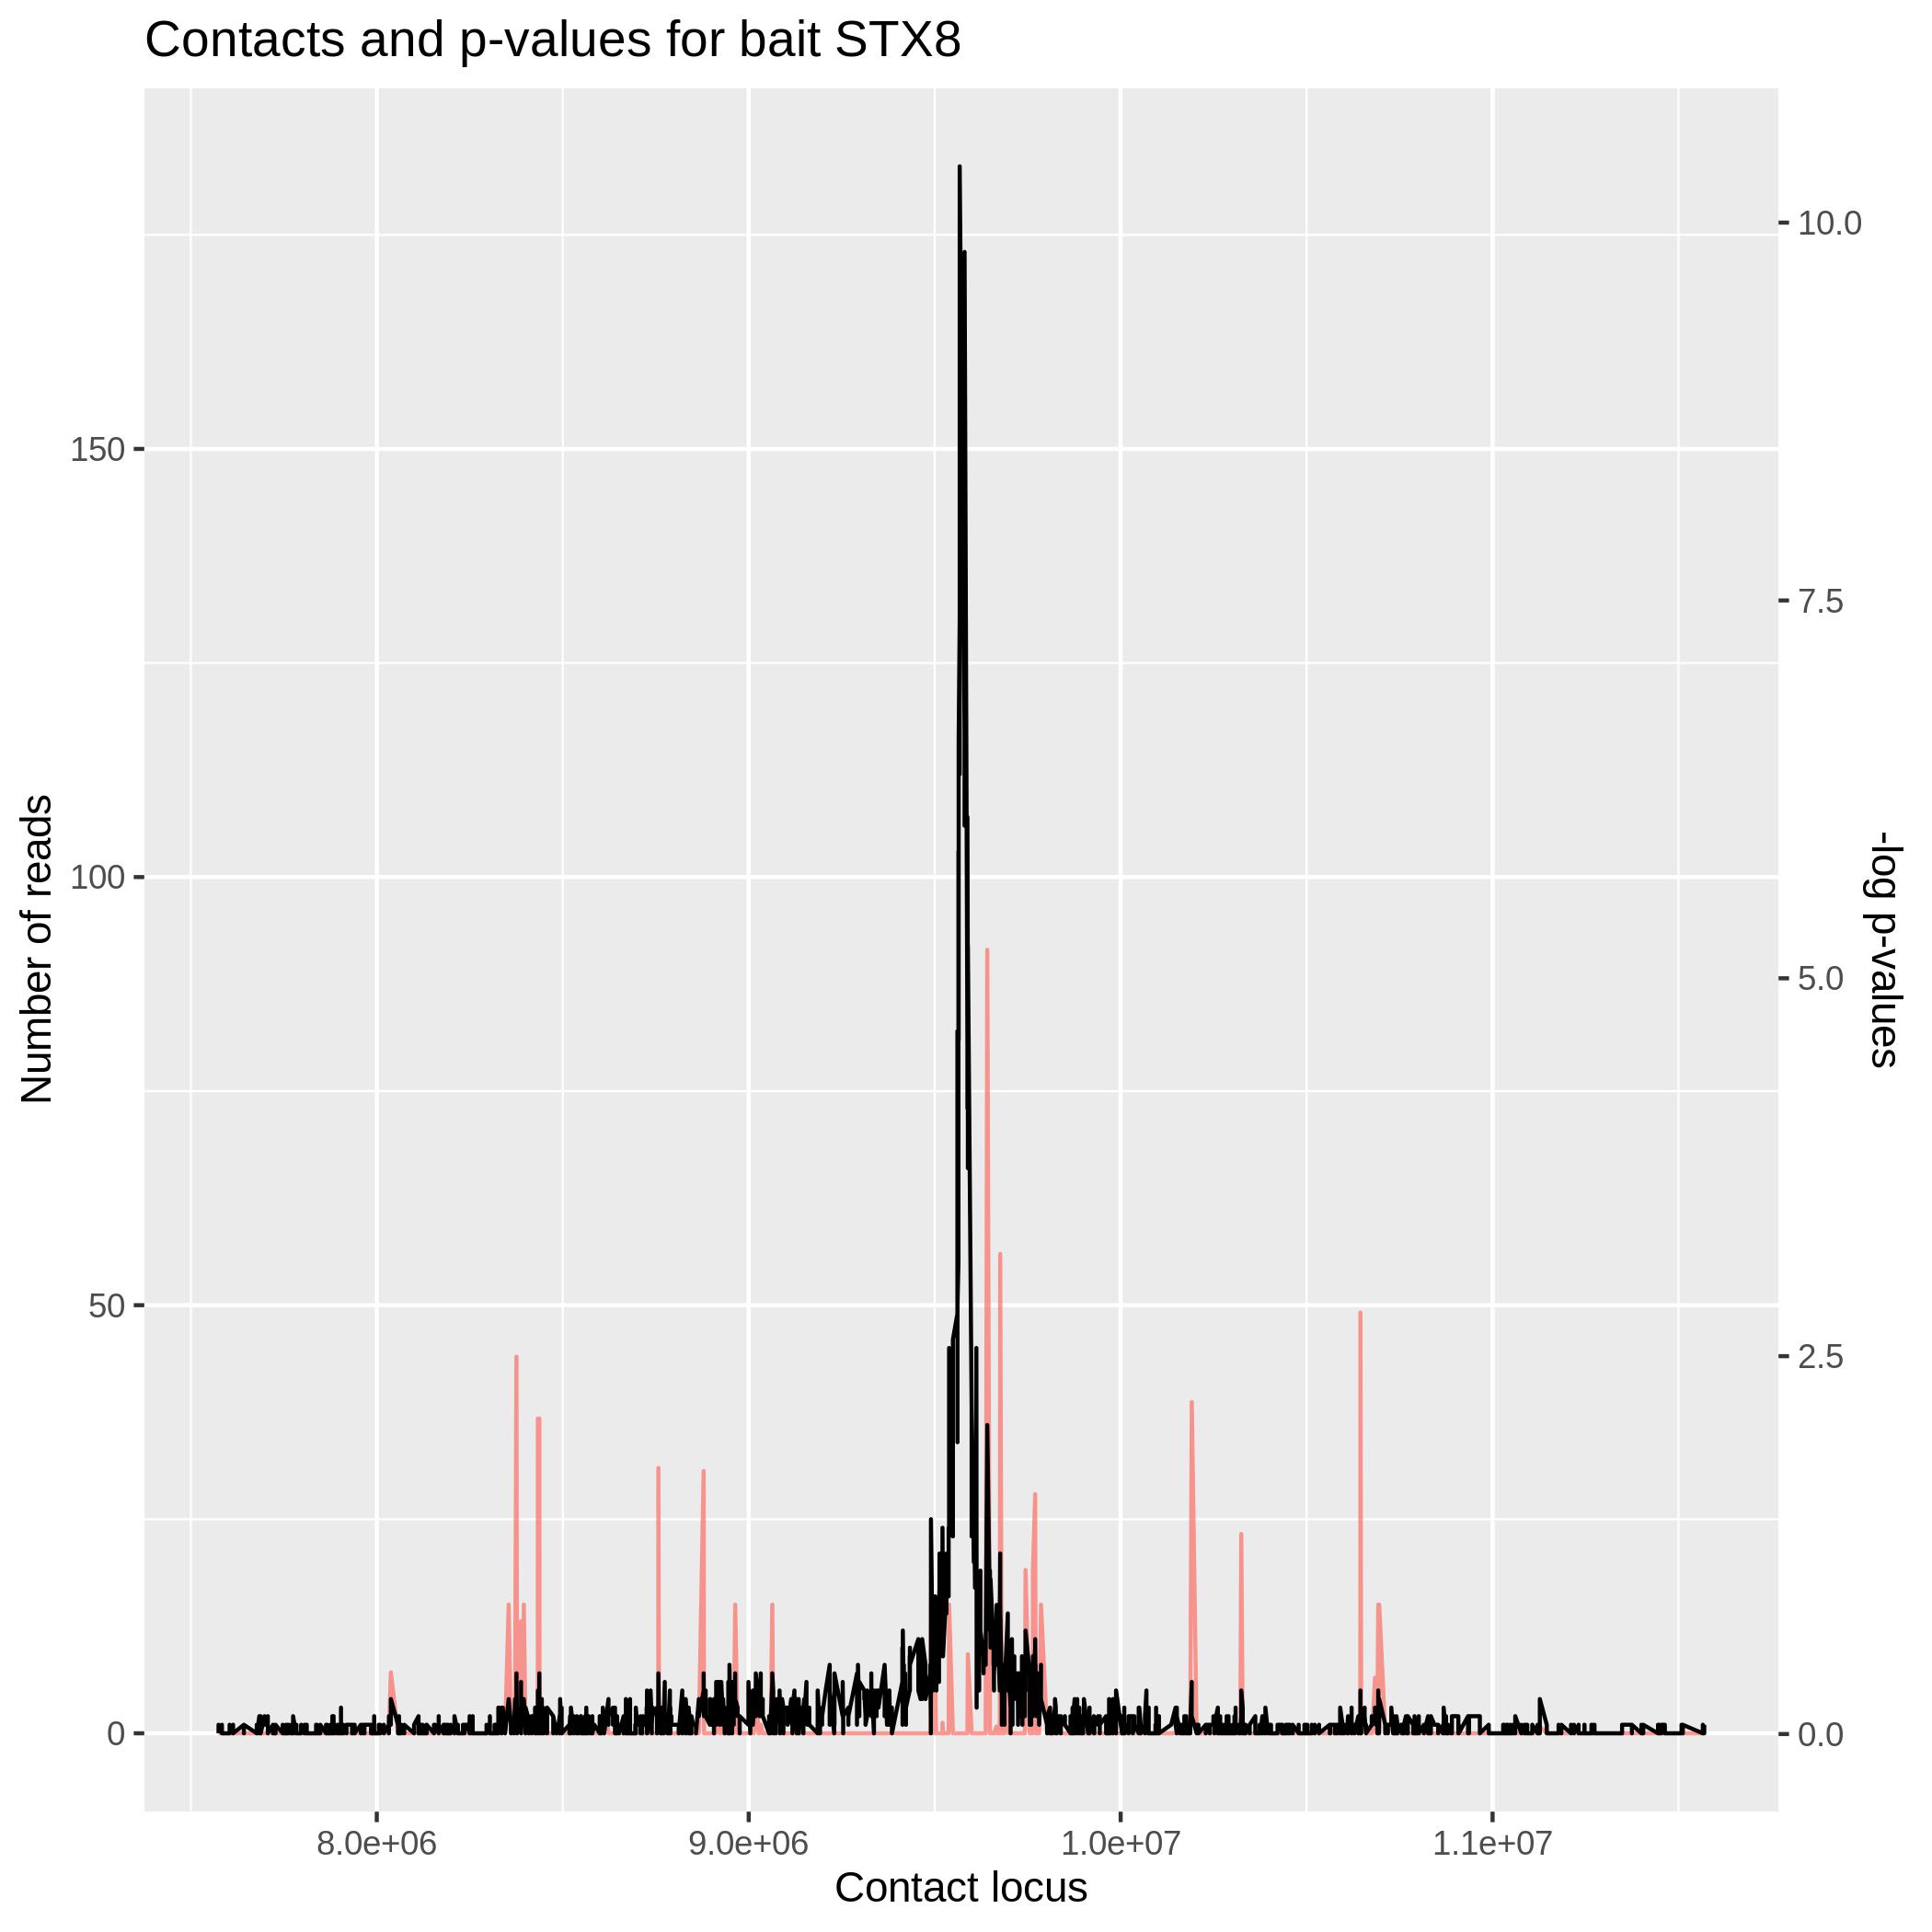 Contacts and p-values for bait STX8
Number of reads
150
100
50
0
10.0
7.5
5.0
2.5
0.0
-log p-values
8.0e+06 9.0e+06 1.0e+07 1.1e+07
Contact locus